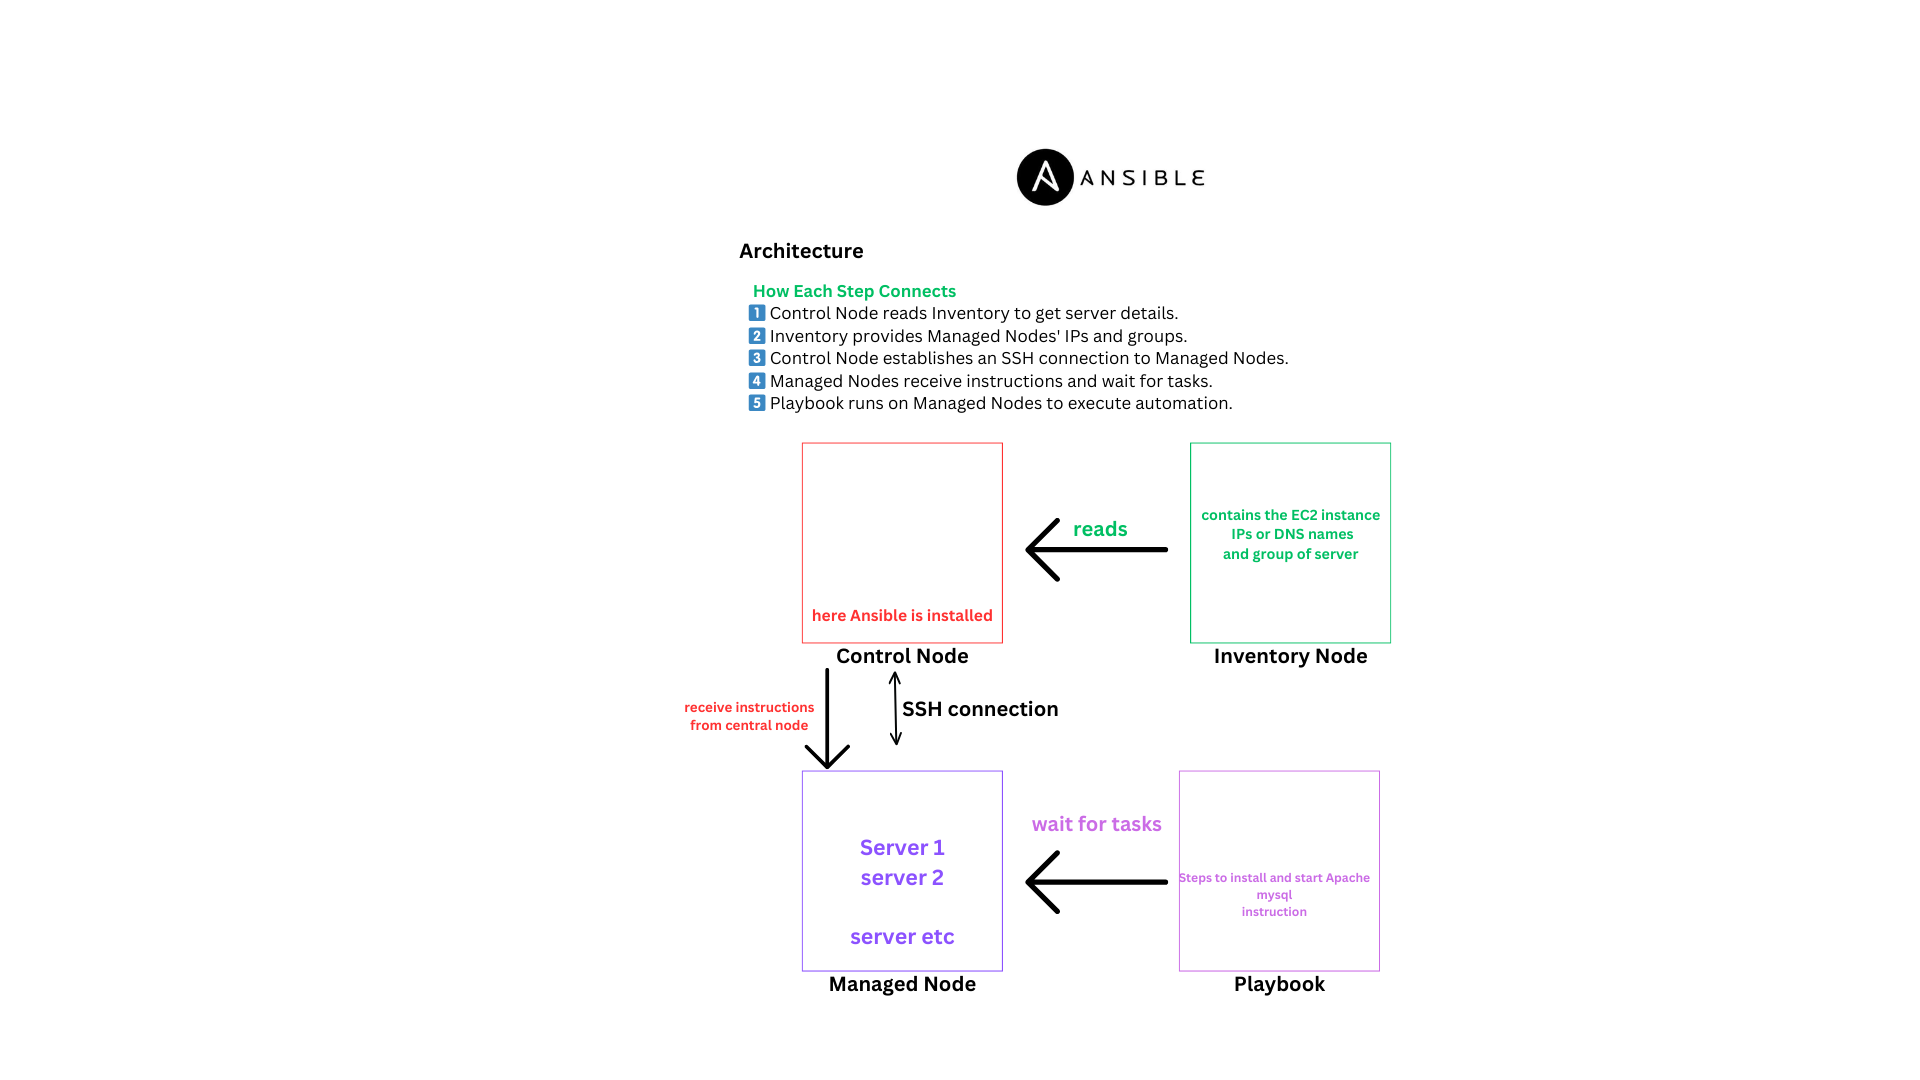 ANSIBLE
Architecture
How Each Step Connects
1 Control Node reads Inventory to get server details.
2 Inventory provides Managed Nodes' IPs and groups.
3 Control Node establishes an SSH connection to Managed Nodes.
4 Managed Nodes receive instructions and wait for tasks.
5 Playbook runs on Managed Nodes to execute automation.
reads
contains the EC2 instance
IPs or DNS names
and group of server
here Ansible is installed
Control Node
Inventory Node
receive instructions
from central node
SSH connection
Server 1
server 2
server etc
Managed Node
wait for tasks
Steps to install and start Apache
mysql
instruction
Playbook